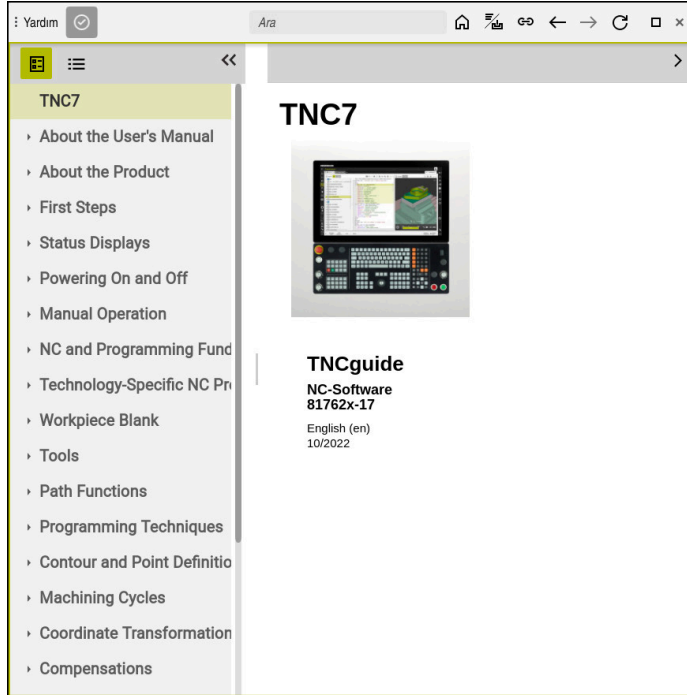 Yardım
Ara
TNC7
About the User's Manual
About the Product
First Steps
Status Displays
Powering On and Off
Manual Operation
NC and Programming Fund
Technology-Specific NC Pr
Workpiece Blank
Tools
Path Functions
Programming Techniques
Contour and Point Definitio
Machining Cycles
Coordinate Transformation
Compensations
TNC7
TNCguide
NC-Software
81762x-17
English (en)
10/2022